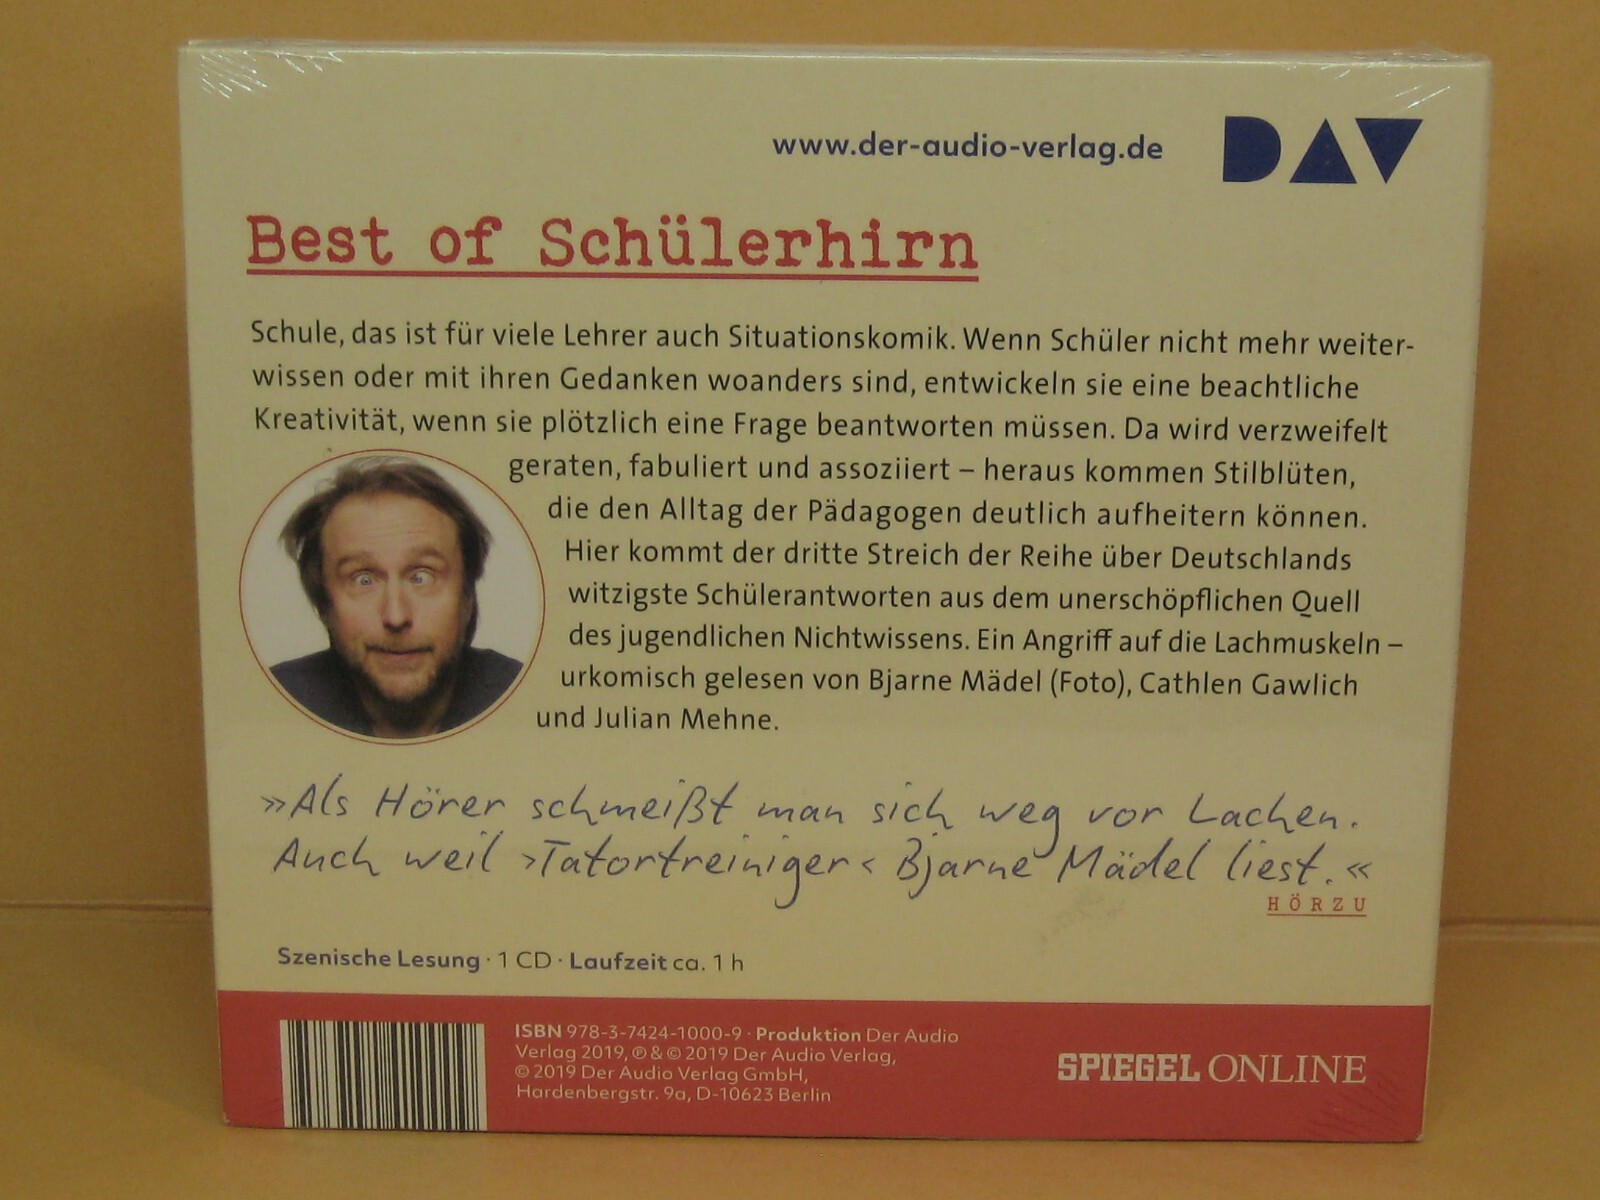 www.der-audio-verlag.de
DAV
Best of Schülerhirn
Schule, das ist für viele Lehrer auch Situationskomik. Wenn Schüler nicht mehr weiter-
wissen oder mit ihren Gedanken woanders sind, entwickeln sie eine beachtliche
Kreativität, wenn sie plötzlich eine Frage beantworten müssen. Da wird verzweifelt
geraten, fabuliert und assoziiert – heraus kommen Stilblüten,
die den Alltag der Pädagogen deutlich aufheitern können.
Hier kommt der dritte Streich der Reihe über Deutschlands
witzigste Schülerantworten aus dem unerschöpflichen Quell
des jugendlichen Nichtwissens. Ein Angriff auf die Lachmuskeln –
urkomisch gelesen von Bjarne Mädel (Foto), Cathlen Gawlich
und Julian Mehne.
»Als Hörer schmeißt man sich weg vor Lachen.
Auch weil ›Tatortreiniger‹ Bjarne Mädel liest.«
HÖRZU
Szenische Lesung · 1 CD · Laufzeit ca. 1 h
ISBN 978-3-7424-1000-9 · Produktion Der Audio
Verlag 2019, ℗ & © 2019 Der Audio Verlag,
© 2019 Der Audio Verlag GmbH,
Hardenbergstr. 9a, D-10623 Berlin
SPIEGEL ONLINE